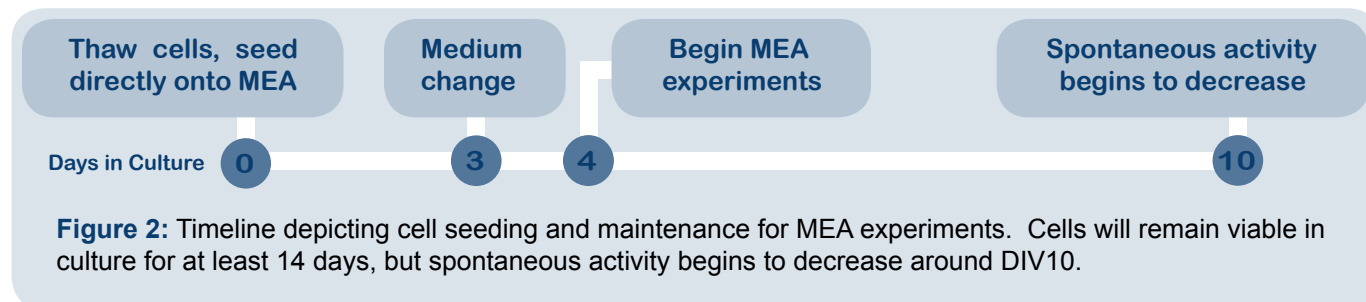 Thaw cells, seed
directly onto MEA
Medium
change
Begin MEA
experiments
Spontaneous activity
begins to decrease
Days in Culture 0 3 4 10
Figure 2: Timeline depicting cell seeding and maintenance for MEA experiments. Cells will remain viable in
culture for at least 14 days, but spontaneous activity begins to decrease around DIV10.